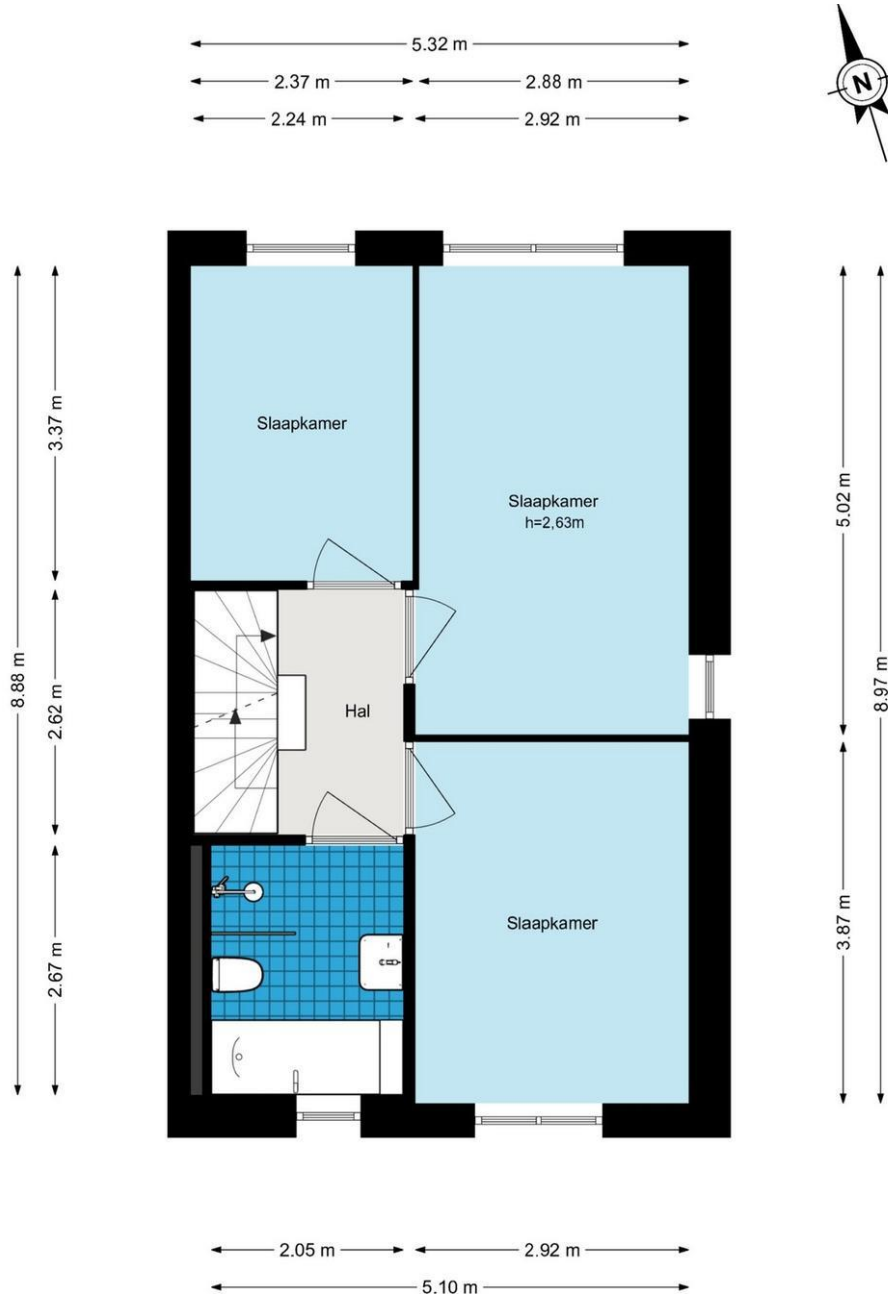 5.32 m
2.37 m
2.88 m
2.24 m
2.92 m
N
8.88 m
3.37 m
2.62 m
2.67 m
Slaapkamer
Slaapkamer
h=2,63m
Hal
Slaapkamer
5.02 m
3.87 m
8.97 m
2.05 m
2.92 m
5.10 m